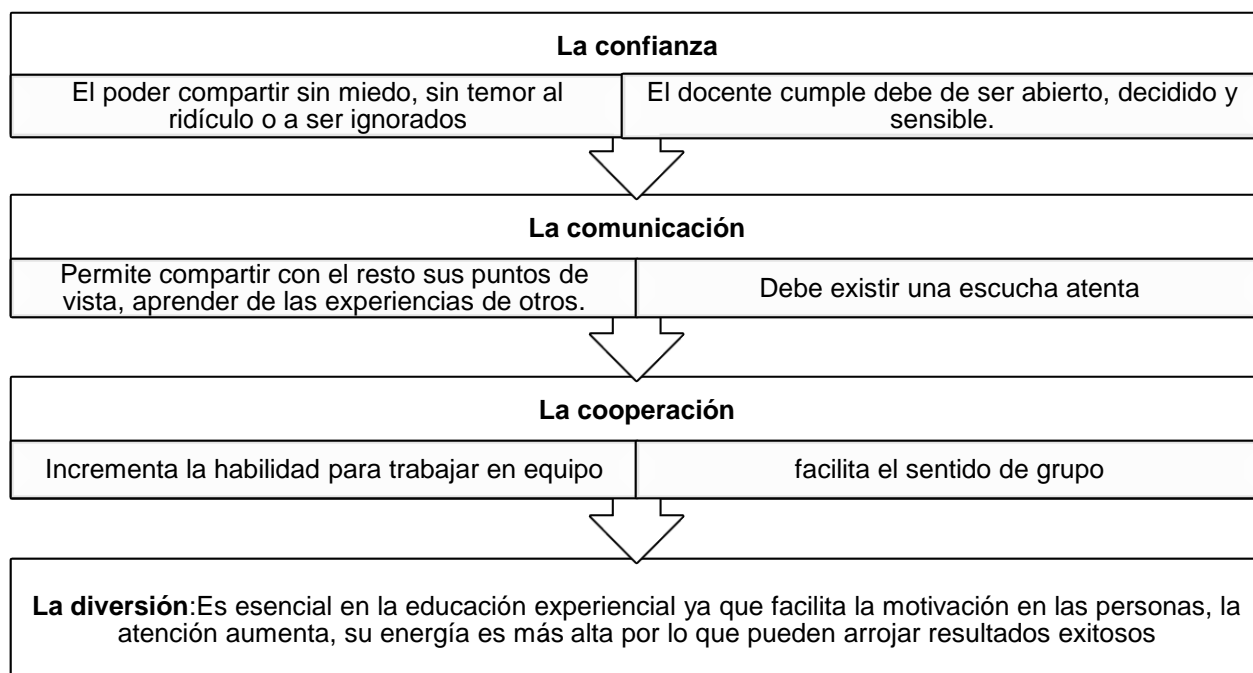 La confianza
El poder compartir sin miedo, sin temor al
ridículo o a ser ignorados
El docente cumple debe de ser abierto, decidido y
sensible.
La comunicación
Permite compartir con el resto sus puntos de
vista, aprender de las experiencias de otros.
Debe existir una escucha atenta
La cooperación
Incrementa la habilidad para trabajar en equipo
facilita el sentido de grupo
La diversión:Es esencial en la educación experiencial ya que facilita la motivación en las personas, la
atención aumenta, su energía es más alta por lo que pueden arrojar resultados exitosos